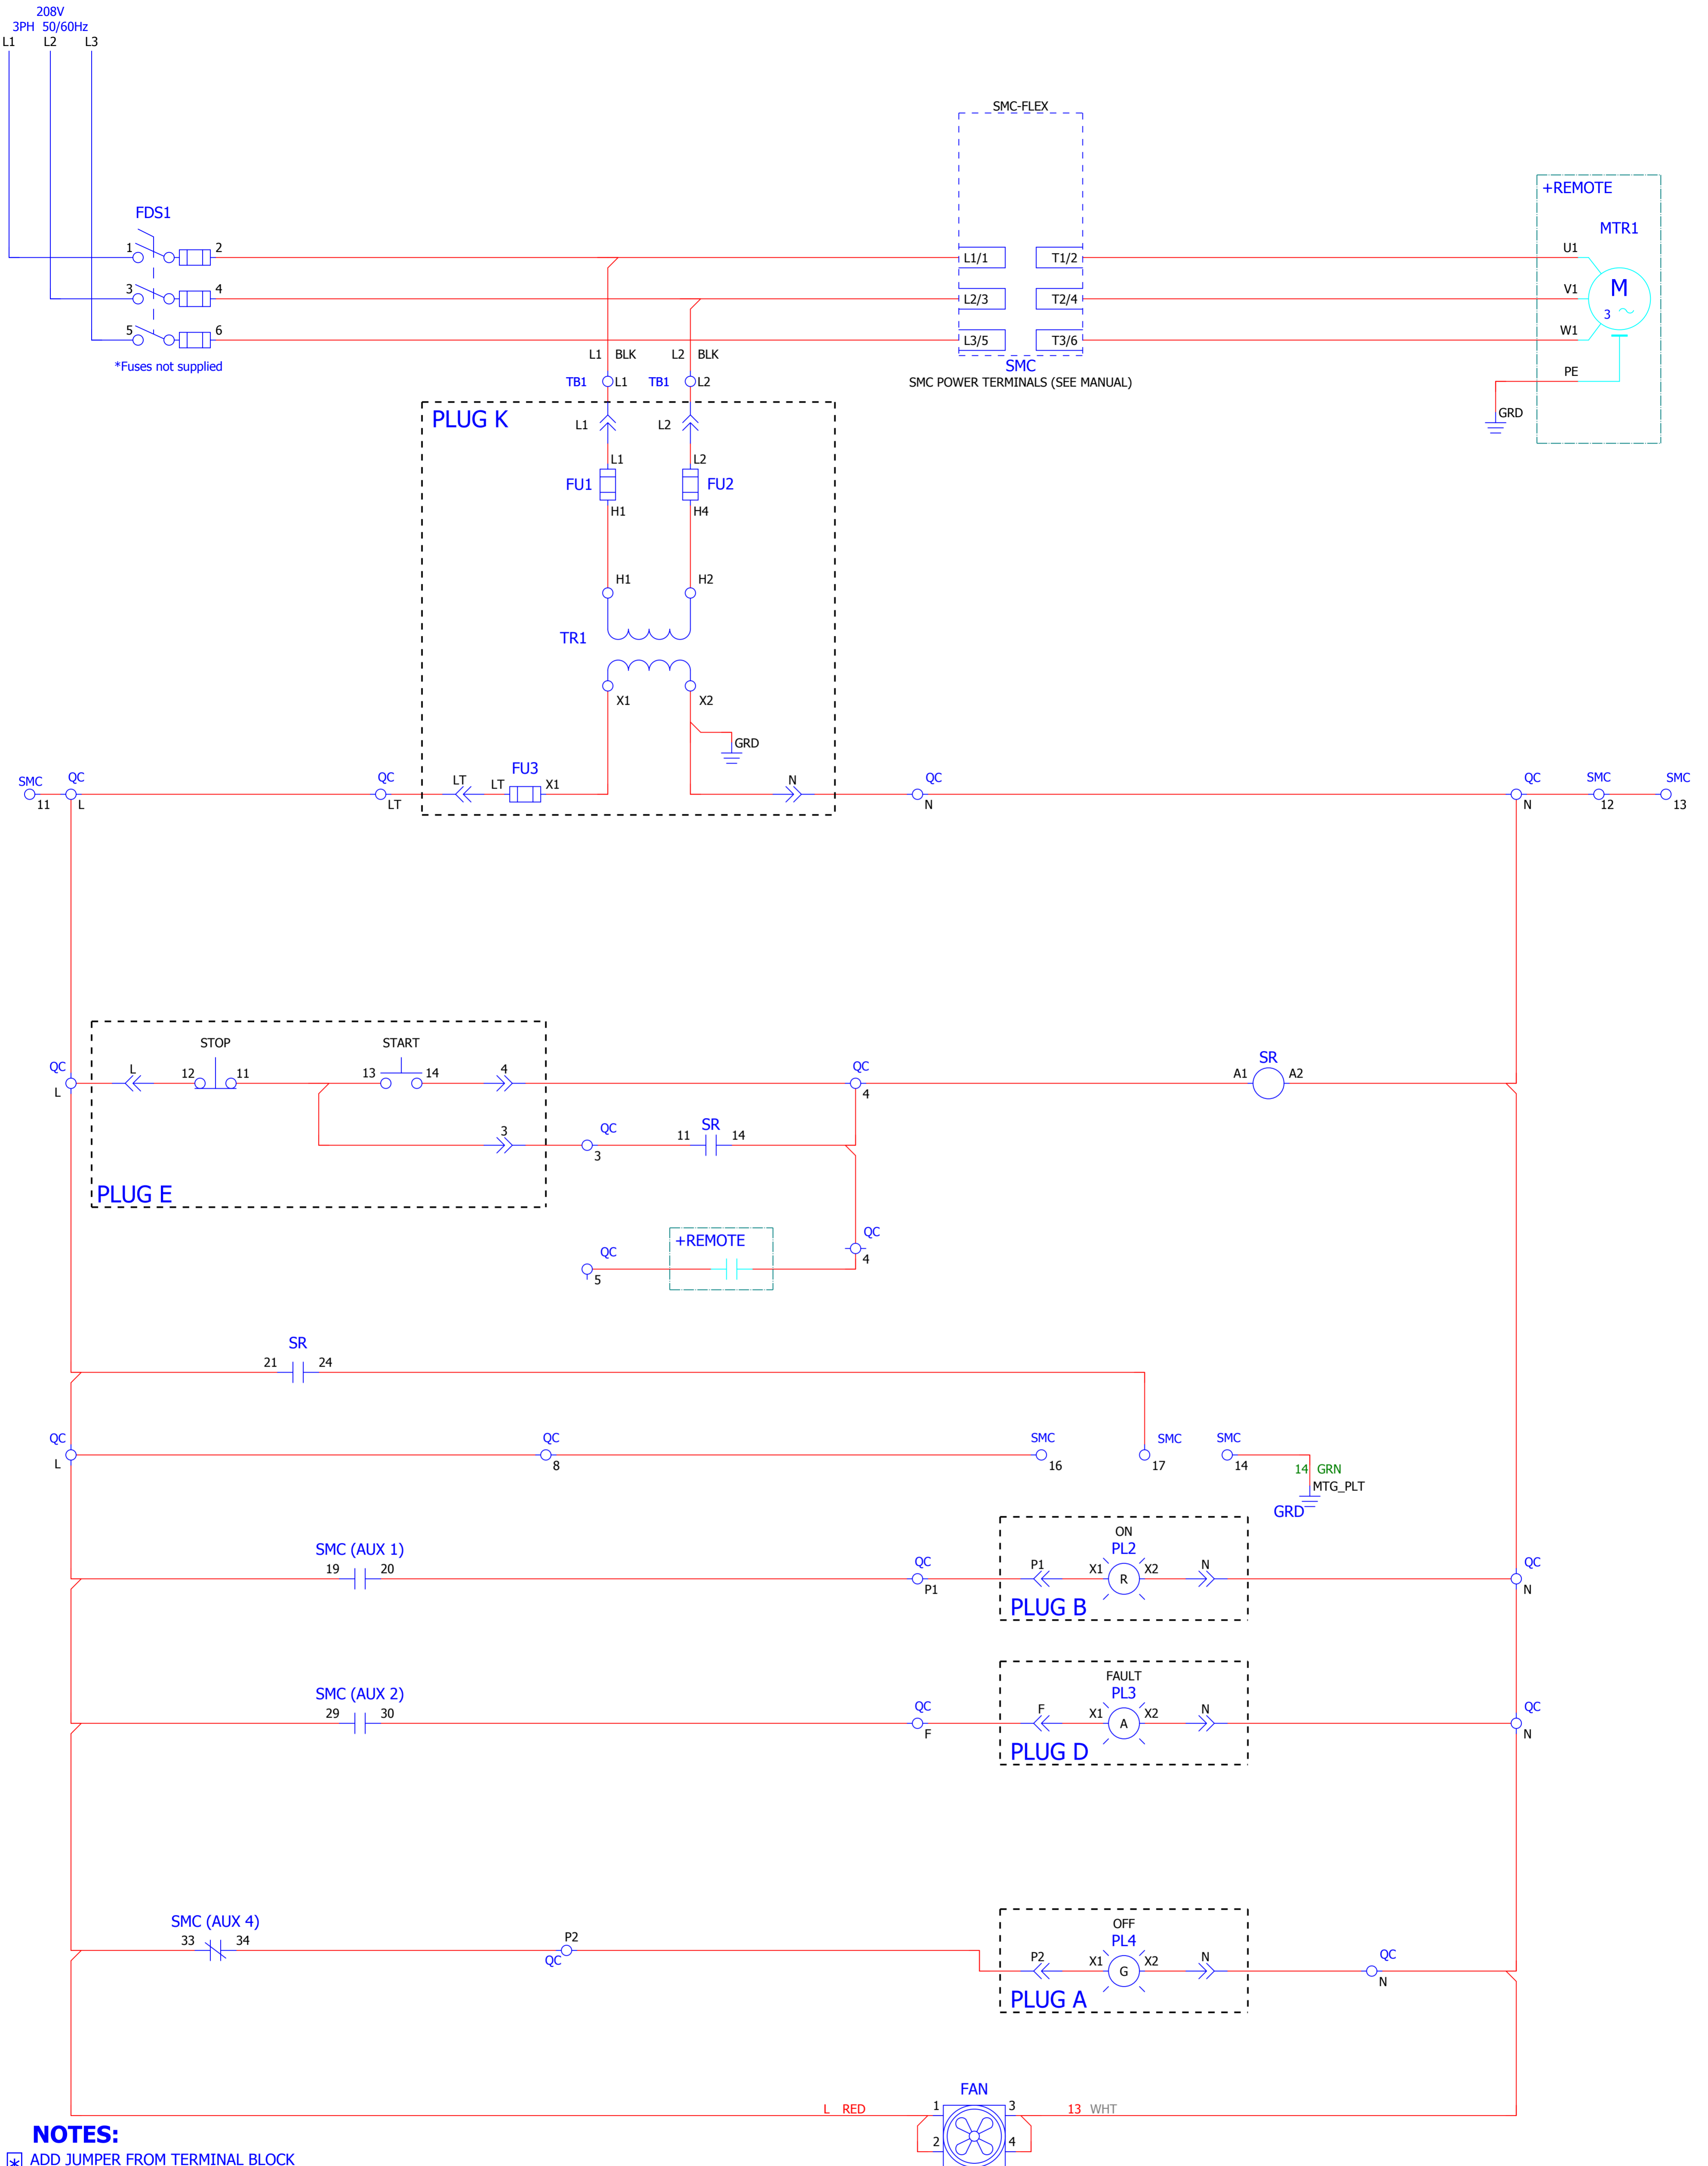 208V
3PH 50/60Hz
L1 L2 L3
SMC-FLEX
+REMOTE
FDS1
MTR1
1 2
L1/1 T1/2
U1
3 4
L2/3 T2/4
V1
M
3
5 6
L3/5 T3/6
W1
*Fuses not supplied
L1 BLK L2 BLK
SMC
SMC POWER TERMINALS (SEE MANUAL)
PE
TB1 L1 TB1 L2
GRD
PLUG K
L1 L2
L1 L2
FU1 FU2
H1 H4
H1 H2
TR1
X1 X2
GRD
SMC QC QC LT LT FU3 X1 N QC QC SMC SMC
11 L LT N N 12 13
STOP START
QC L 12 11 13 14 4 QC SR
L 4 A1 A2
3 QC 11 SR 14
3
PLUG E
QC
+REMOTE
QC
4
5
SR
21 24
QC QC SMC SMC SMC
L 8 16 17 14
14 GRN
MTG_PLT
GRD
SMC (AUX 1)
19 20
ON
PL2
QC P1 X1 R X2 N QC
P1 N
PLUG B
SMC (AUX 2)
29 30
FAULT
PL3
QC F X1 A X2 N QC
F N
PLUG D
SMC (AUX 4)
33 34
P2
QC
OFF
PL4
P2 X1 G X2 N QC
N
PLUG A
FAN
L RED 1 3 13 WHT
2 4
NOTES:
* ADD JUMPER FROM TERMINAL BLOCK